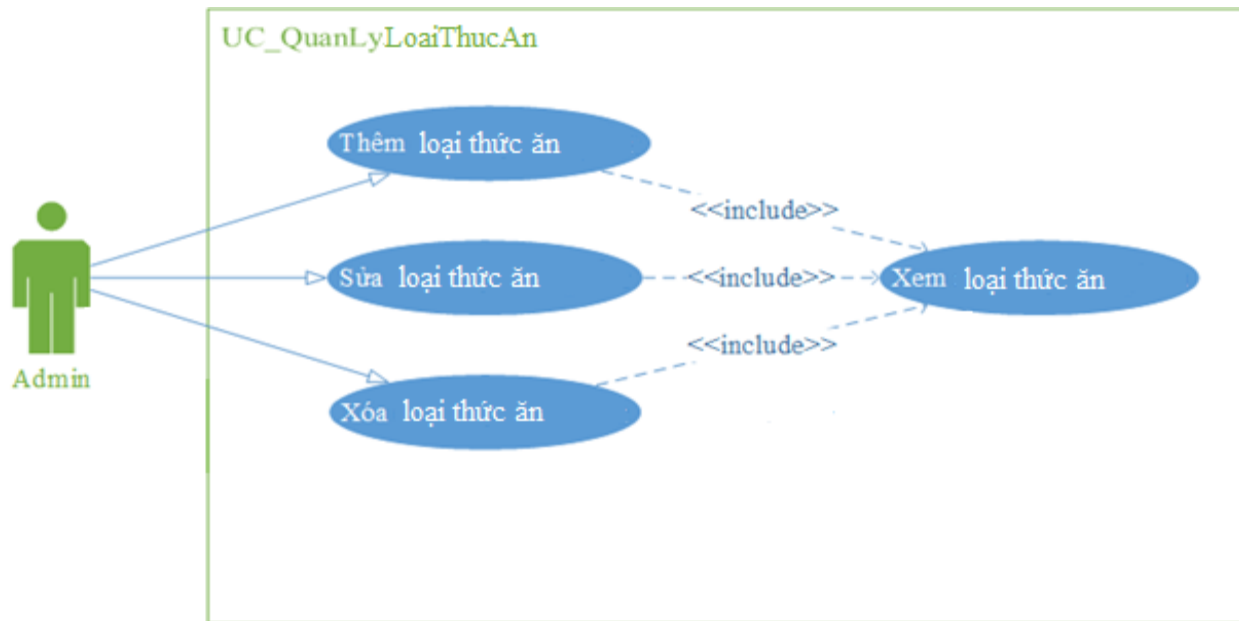 UC_QuanLyLoaiThucAn
Thêm loại thức ăn
<<include>>
Sửa loại thức ăn
<<include>>
Xem loại thức ăn
<<include>>
Admin
Xóa loại thức ăn